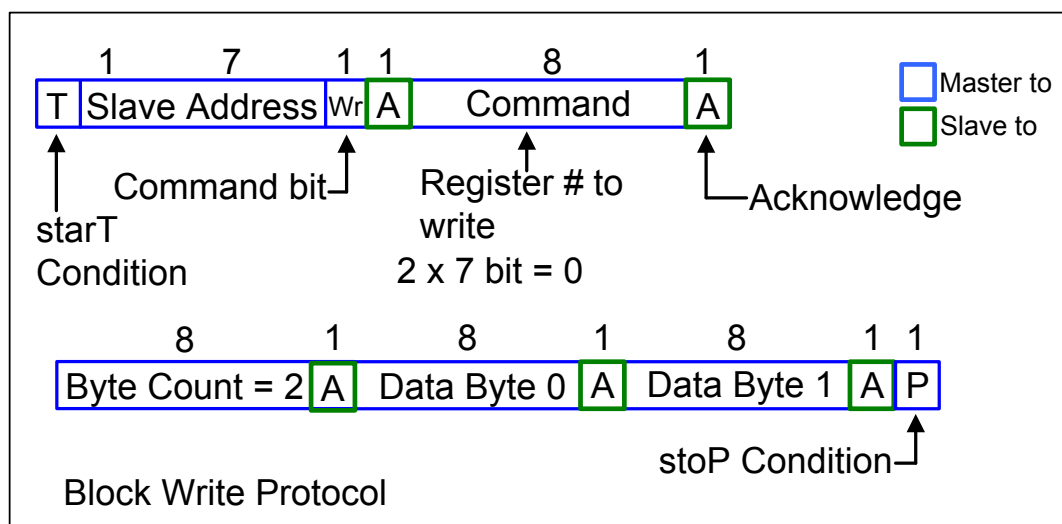 1 7 1 1 8 1
T Slave Address Wr A Command A
Master to
Slave to
Command bit
Register # to
write
2 x 7 bit = 0
Acknowledge
starT
Condition
8 1 8 1 8 1 1
Byte Count = 2 A Data Byte 0 A Data Byte 1 A P
stoP Condition
Block Write Protocol